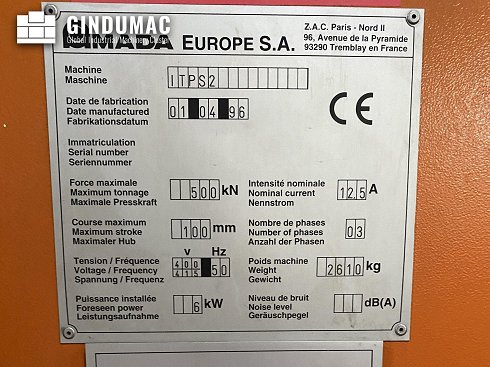 GINDUMAC
Global Industrial Machinery Cluster
EUROPE S.A.
Z.A.C. Paris - Nord II
96, Avenue de la Pyramide
93290 Tremblay en France
Machine
Maschine
ITPS2
Date de fabrication
Date manufactured
Fabrikationsdatum
01 04 96
CE
Immatriculation
Serial number
Seriennummer
Force maximale
Maximum tonnage
Maximale Presskraft
500 kN
Intensité nominale
Nominal current
Nennstrom
12,5 A
Course maximum
Maximum stroke
Maximaler Hub
100 mm
Nombre de phases
Number of phases
Anzahl der Phasen
03
Tension / Fréquence
Voltage / Frequency
Spannung / Frequenz
V Hz
400
415 50
Poids machine
Weight
Gewicht
2610 kg
Puissance installée
Foreseen power
Leistungsaufnahme
6 kW
Niveau de bruit
Noise level
Geräuschpegel
dB(A)